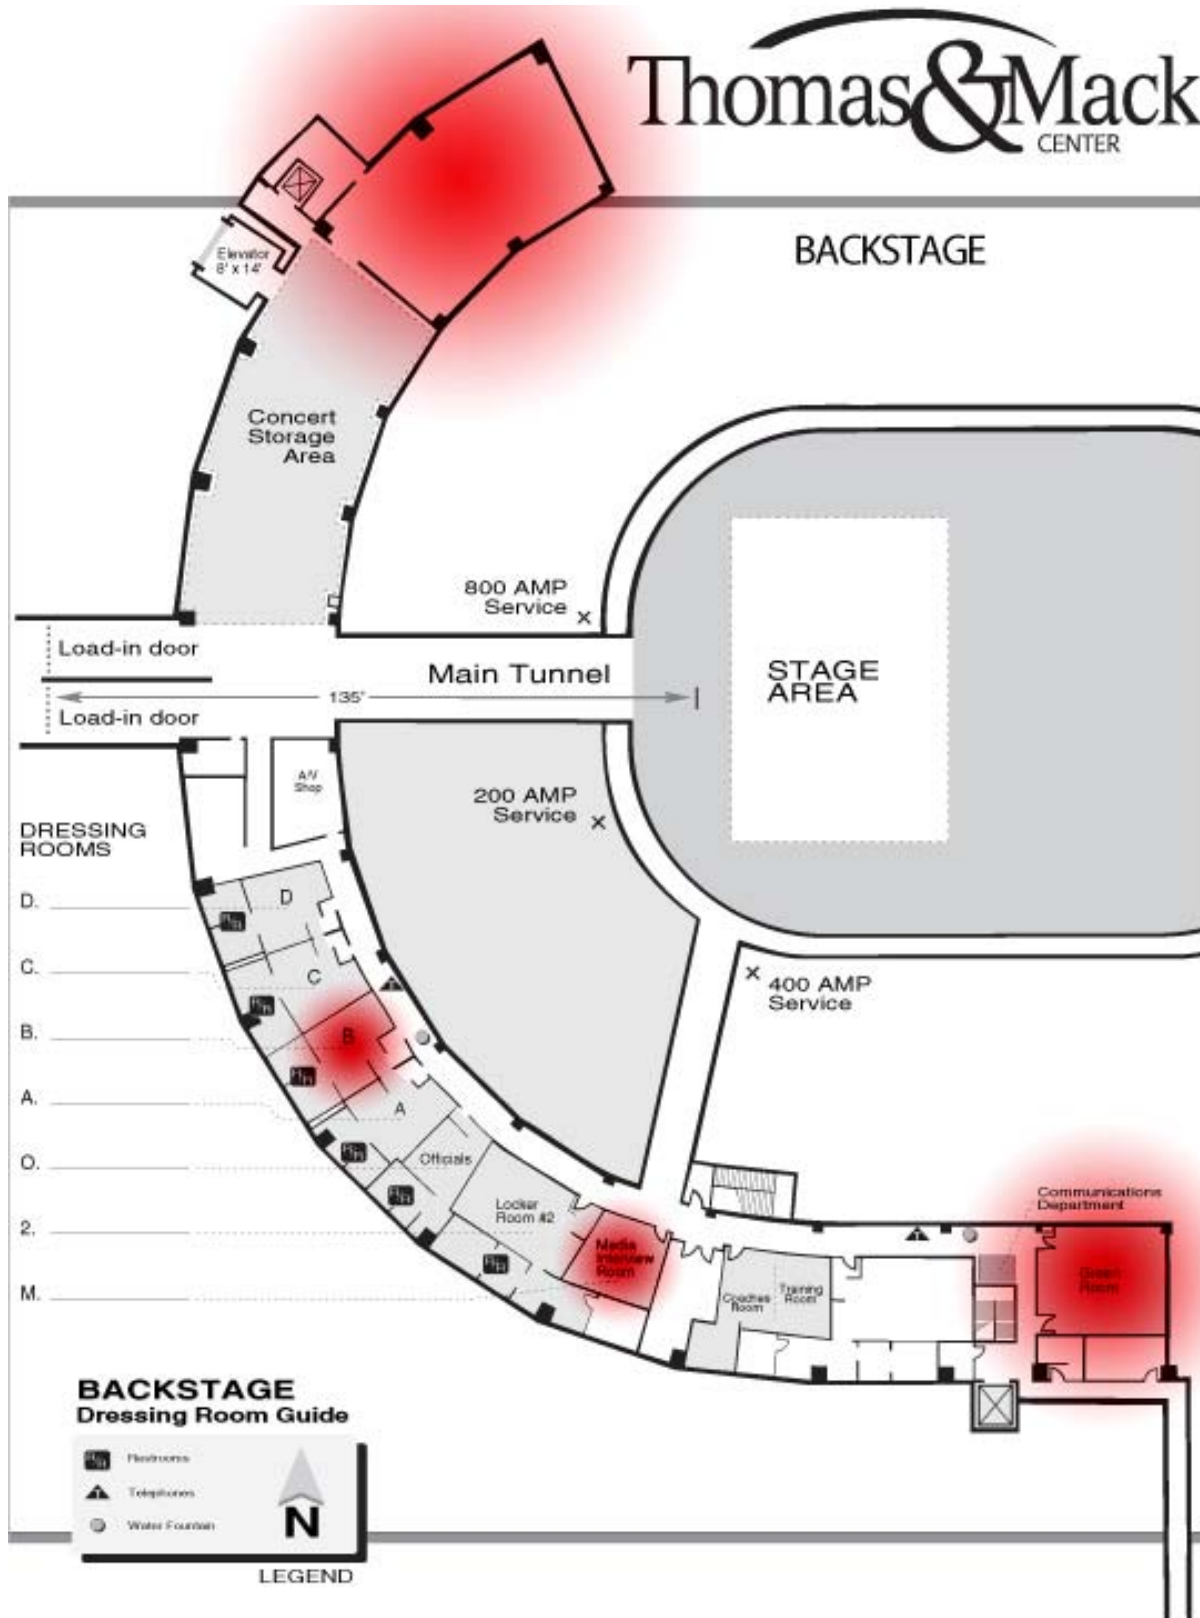 Thomas&Mack
CENTER
BACKSTAGE
Elevator
8' x 14'
Concert
Storage
Area
800 AMP
Service
Load-in door
Main Tunnel
135'
Load-in door
STAGE
AREA
A/V
Shop
200 AMP
Service
DRESSING
ROOMS
D.
D
C.
C
400 AMP
Service
B.
B
A.
A
O.
Officials
Communications
Department
Locker
Room #2
2.
Media
Interview
Room
Green
Room
M.
Coaches
Room
Training
Room
BACKSTAGE
Dressing Room Guide
Restrooms
Telephones
Water Fountain
N
LEGEND